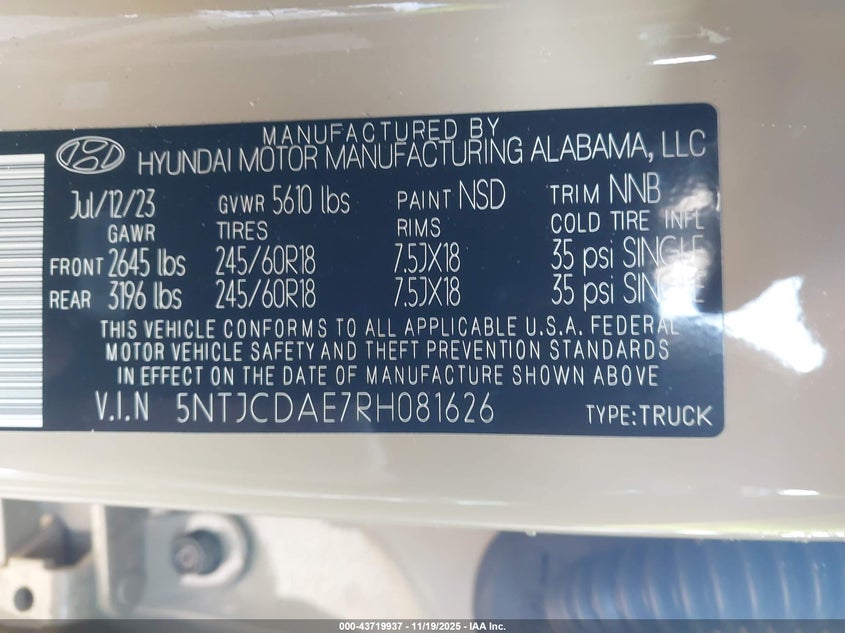 MANUFACTURED BY
HYUNDAI MOTOR MANUFACTURING ALABAMA, LLC
Jul/12/23 GVWR 5610 lbs PAINT NSD TRIM NNB
GAWR TIRES RIMS COLD TIRE INFL
FRONT 2645 lbs 245/60R18 7.5JX18 35 psi SINGLE
REAR 3196 lbs 245/60R18 7.5JX18 35 psi SINGLE
THIS VEHICLE CONFORMS TO ALL APPLICABLE U.S.A. FEDERAL
MOTOR VEHICLE SAFETY AND THEFT PREVENTION STANDARDS
IN EFFECT ON THE DATE OF MANUFACTURE SHOWN ABOVE
V.I.N 5NTJCDAE7RH081626 TYPE:TRUCK
000-43719937 - 11/19/2025 - IAA Inc.